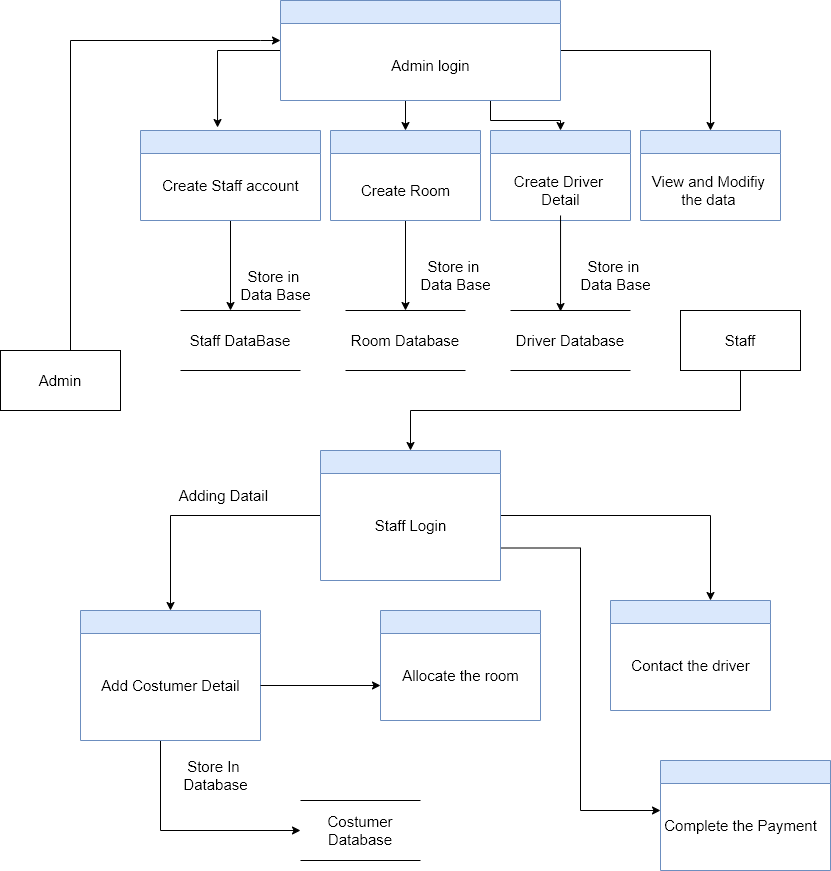 Admin login
Create Staff account
Create Room
Create Driver
Detail
View and Modifiy
the data
Store in
Data Base
Store in
Data Base
Store in
Data Base
Staff DataBase
Room Database
Driver Database
Staff
Admin
Adding Datail
Staff Login
Add Costumer Detail
Allocate the room
Contact the driver
Store In
Database
Costumer
Database
Complete the Payment